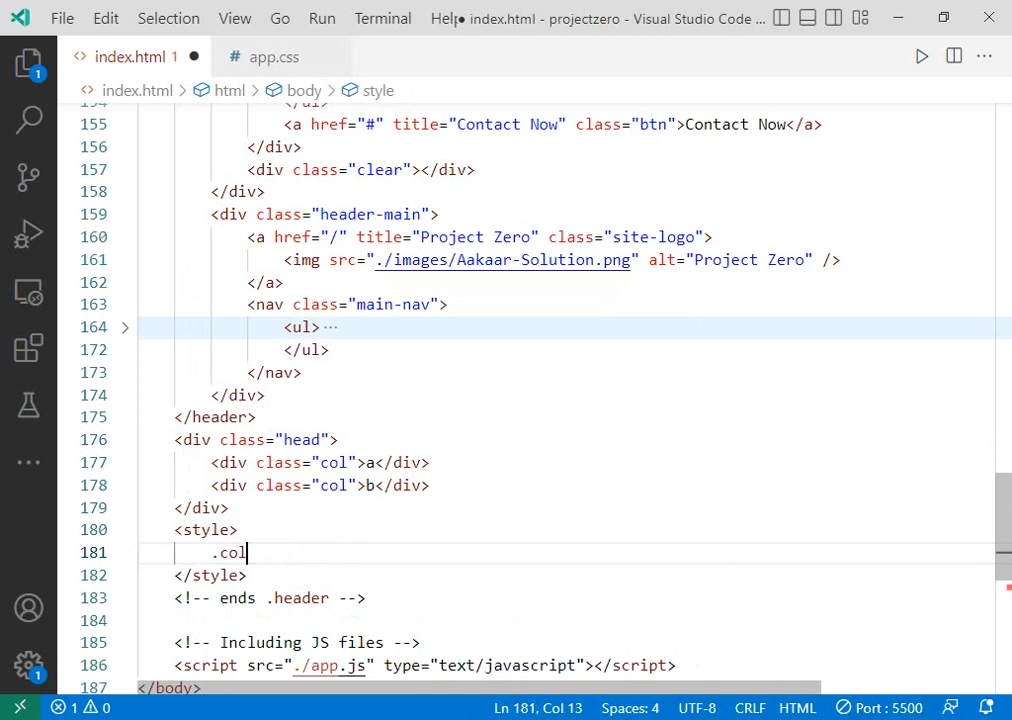 File Edit Selection View Go Run Terminal Help ● index.html - projectzero - Visual Studio Code ...
<> index.html 1 ● # app.css
<> index.html > html > body > style
154 </ul>
155 <a href="#" title="Contact Now" class="btn">Contact Now</a>
156 </div>
157 <div class="clear"></div>
158 </div>
159 <div class="header-main">
160 <a href="/" title="Project Zero" class="site-logo">
161 <img src="./images/Aakaar-Solution.png" alt="Project Zero" />
162 </a>
163 <nav class="main-nav">
164 > <ul>···
172 </ul>
173 </nav>
174 </div>
175 </header>
176 <div class="head">
177 <div class="col">a</div>
178 <div class="col">b</div>
179 </div>
180 <style>
181 .col
182 </style>
183 <!-- ends .header -->
184
185 <!-- Including JS files -->
186 <script src="./app.js" type="text/javascript"></script>
187 </body>
1
1
1 0 Ln 181, Col 13 Spaces: 4 UTF-8 CRLF HTML Port : 5500